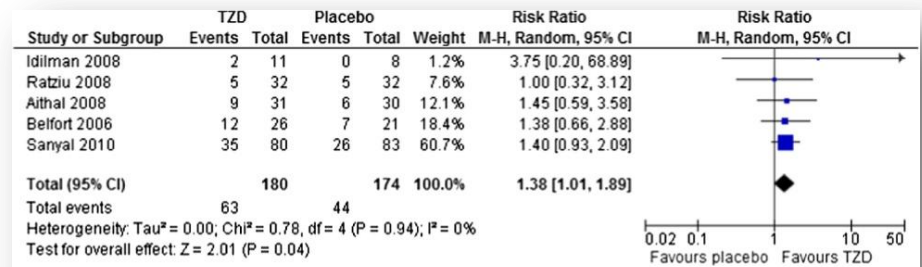 TZD Placebo Risk Ratio Risk Ratio
Study or Subgroup Events Total Events Total Weight M-H, Random, 95% CI M-H, Random, 95% CI
Idilman 2008 2 11 0 8 1.2% 3.75 [0.20, 68.89]
Ratziu 2008 5 32 5 32 7.6% 1.00 [0.32, 3.12]
Aithal 2008 9 31 6 30 12.1% 1.45 [0.59, 3.58]
Belfort 2006 12 26 7 21 18.4% 1.38 [0.66, 2.88]
Sanyal 2010 35 80 26 83 60.7% 1.40 [0.93, 2.09]
Total (95% CI) 180 174 100.0% 1.38 [1.01, 1.89]
Total events 63 44
Heterogeneity: Tau² = 0.00; Chi² = 0.78, df = 4 (P = 0.94); I² = 0%
Test for overall effect: Z = 2.01 (P = 0.04)
0.02 0.1 1 10 50
Favours placebo Favours TZD